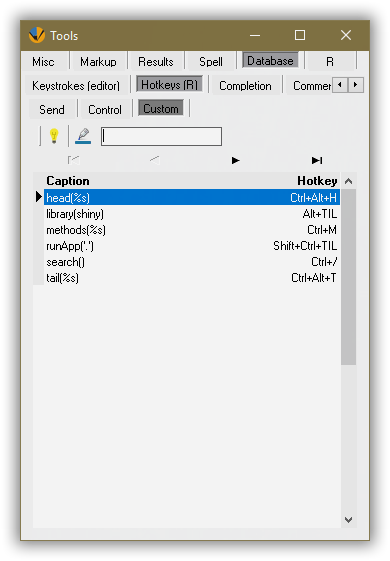 Tools
Misc Markup Results Spell Database R
Keystrokes (editor) Hotkeys (R) Completion Commer
Send Control Custom
Caption Hotkey
head(%s) Ctrl+Alt+H
library(shiny) Alt+TIL
methods(%s) Ctrl+M
runApp('.') Shift+Ctrl+TIL
search() Ctrl+/
tail(%s) Ctrl+Alt+T